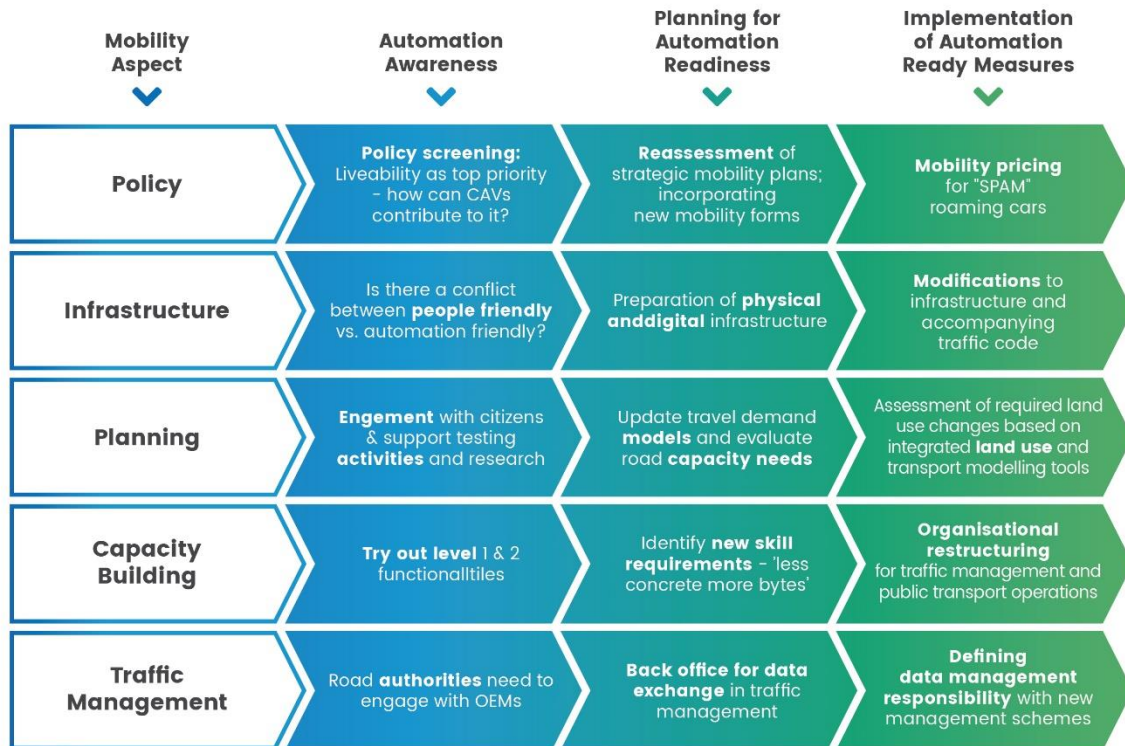 Mobility
Aspect
Automation
Awareness
Planning for
Automation
Readiness
Implementation
of Automation
Ready Measures
Policy
Policy screening:
Liveability as top priority
- how can CAVs
contribute to it?
Reassessment of
strategic mobility plans;
incorporating
new mobility forms
Mobility pricing
for "SPAM"
roaming cars
Infrastructure
Is there a conflict
between people friendly
vs. automation friendly?
Preparation of physical
anddigital infrastructure
Modifications to
infrastructure and
accompanying
traffic code
Planning
Engement with citizens
& support testing
activities and research
Update travel demand
models and evaluate
road capacity needs
Assessment of required land
use changes based on
integrated land use and
transport modelling tools
Capacity
Building
Try out level 1 & 2
functionalltiles
Identify new skill
requirements - 'less
concrete more bytes'
Organisational
restructuring
for traffic management and
public transport operations
Traffic
Management
Road authorities need to
engage with OEMs
Back office for data
exchange in traffic
management
Defining
data management
responsibility with new
management schemes